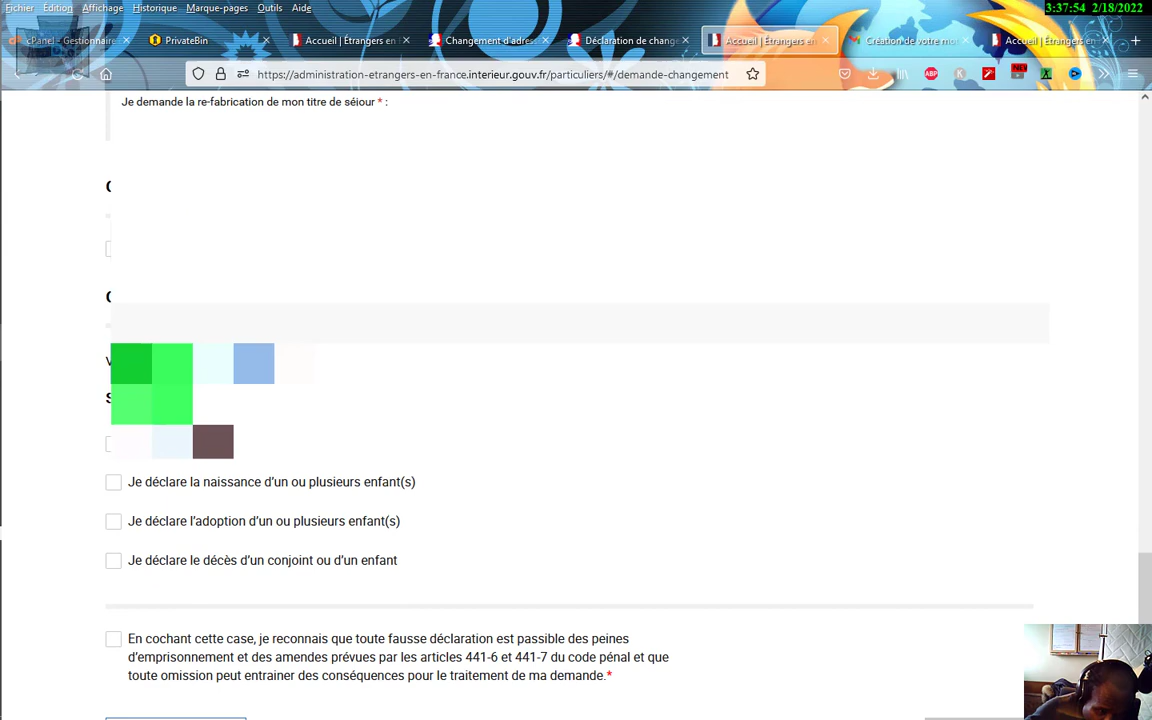 Fichier Édition Affichage Historique Marque-pages Outils Aide
3:37:54 2/18/2022
cPanel - Gestionnaire
PrivateBin
Accueil | Étrangers en F
Changement d'adres
Déclaration de change
Accueil | Étrangers en
Création de votre mo
Accueil | Étrangers en
https://administration-etrangers-en-france.interieur.gouv.fr/particuliers/#/demande-changement
ABP
Je demande la re-fabrication de mon titre de séjour * :
Je déclare la naissance d'un ou plusieurs enfant(s)
Je déclare l'adoption d'un ou plusieurs enfant(s)
Je déclare le décès d'un conjoint ou d'un enfant
En cochant cette case, je reconnais que toute fausse déclaration est passible des peines
d'emprisonnement et des amendes prévues par les articles 441-6 et 441-7 du code pénal et que
toute omission peut entrainer des conséquences pour le traitement de ma demande.*